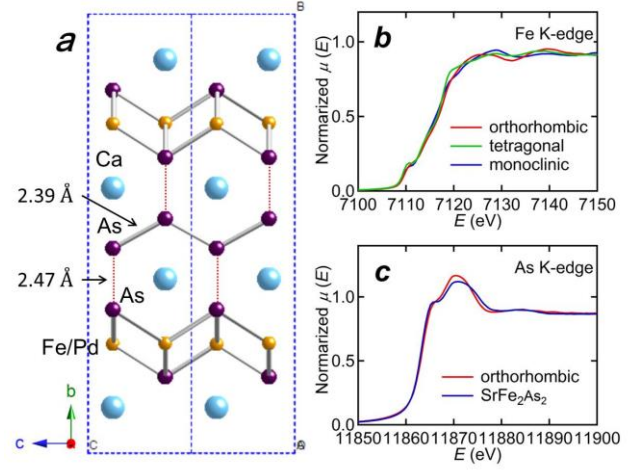 a
B
Ca
2.39 Å
As
2.47 Å
As
Fe/Pd
b
c
C
b
Fe K-edge
Normalized μ (E)
1.0
0.5
0.0
orthorhombic
tetragonal
monoclinic
7100 7110 7120 7130 7140 7150
E (eV)
c
As K-edge
Normalized μ (E)
1.0
0.5
0.0
orthorhombic
SrFe₂As₂
11850 11860 11870 11880 11890 11900
E (eV)